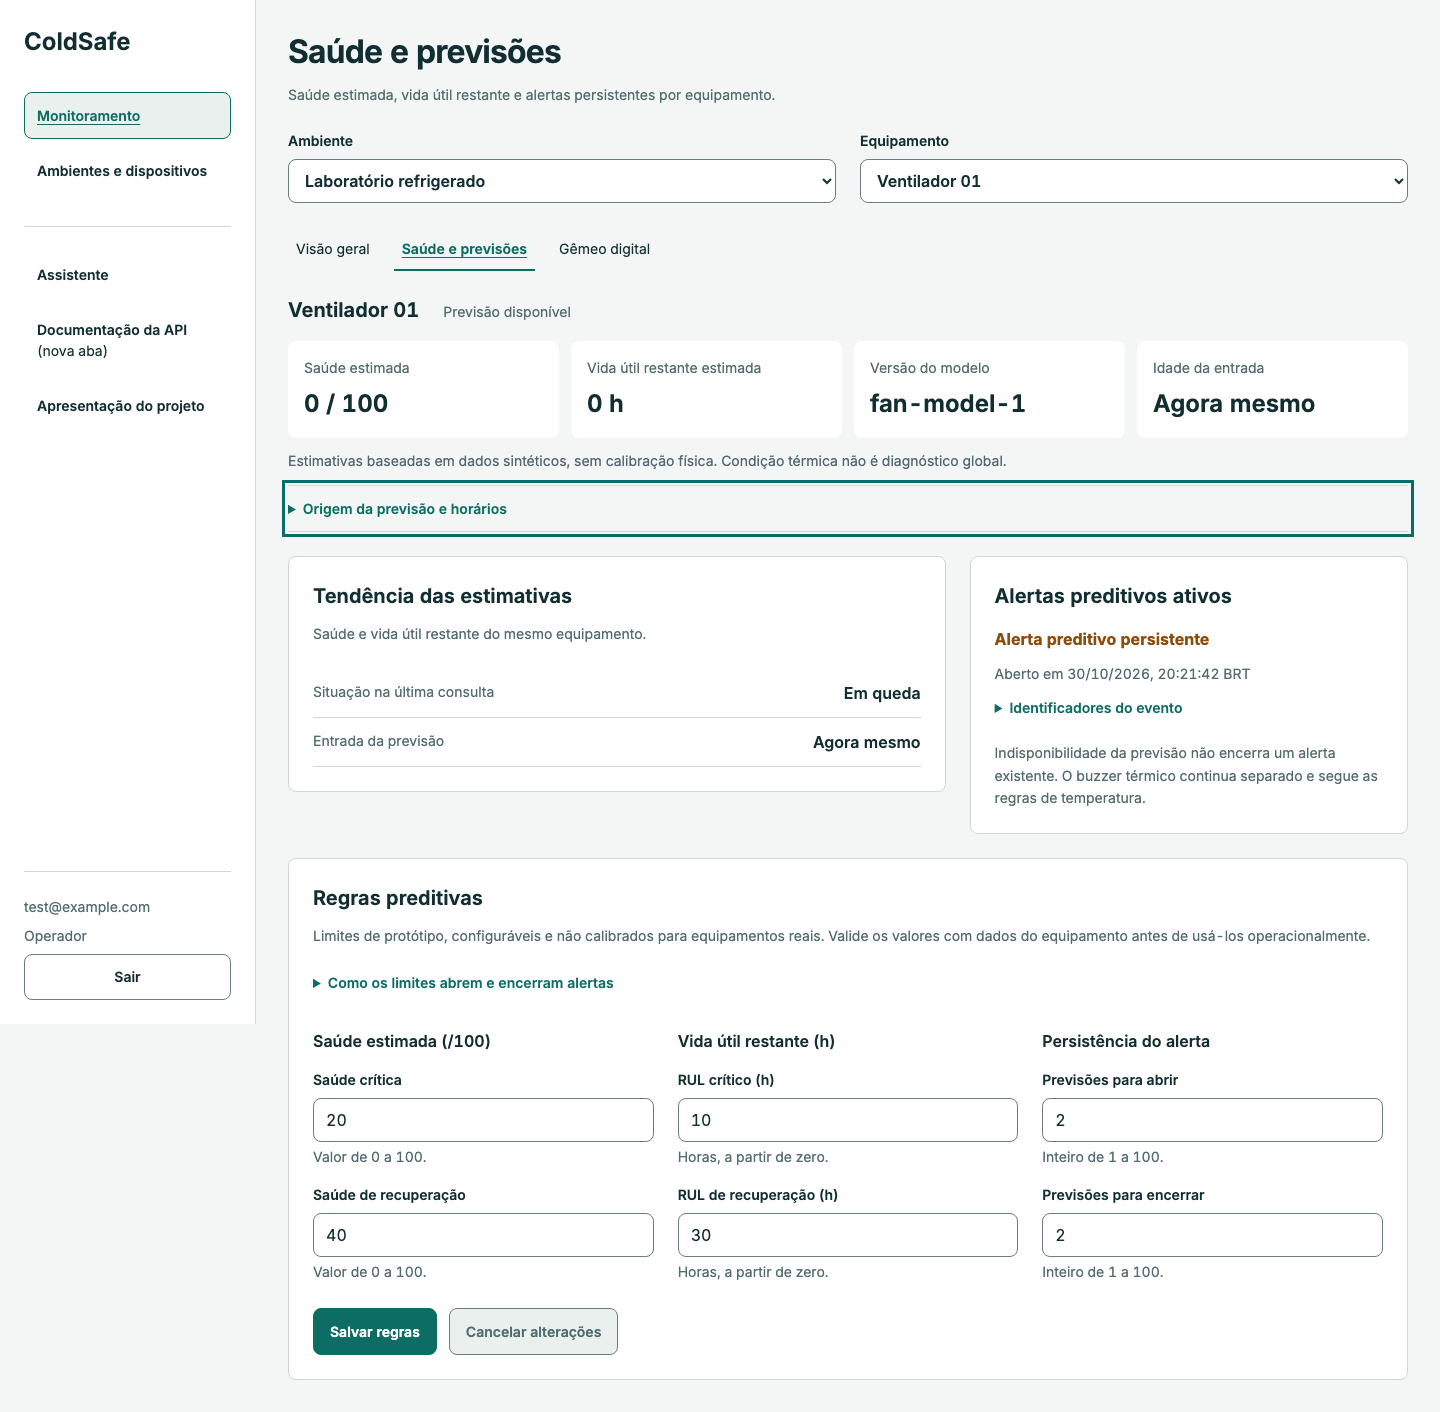 ColdSafe
Monitoramento
Ambientes e dispositivos
Assistente
Documentação da API
(nova aba)
Apresentação do projeto
test@example.com
Operador
Sair
Saúde e previsões
Saúde estimada, vida útil restante e alertas persistentes por equipamento.
Ambiente
Laboratório refrigerado
Equipamento
Ventilador 01
Visão geral
Saúde e previsões
Gêmeo digital
Ventilador 01
Previsão disponível
Saúde estimada
0 / 100
Vida útil restante estimada
0 h
Versão do modelo
fan-model-1
Idade da entrada
Agora mesmo
Estimativas baseadas em dados sintéticos, sem calibração física. Condição térmica não é diagnóstico global.
Origem da previsão e horários
Tendência das estimativas
Saúde e vida útil restante do mesmo equipamento.
Situação na última consulta
Em queda
Entrada da previsão
Agora mesmo
Alertas preditivos ativos
Alerta preditivo persistente
Aberto em 30/10/2026, 20:21:42 BRT
Identificadores do evento
Indisponibilidade da previsão não encerra um alerta
existente. O buzzer térmico continua separado e segue as
regras de temperatura.
Regras preditivas
Limites de protótipo, configuráveis e não calibrados para equipamentos reais. Valide os valores com dados do equipamento antes de usá-los operacionalmente.
Como os limites abrem e encerram alertas
Saúde estimada (/100)
Saúde crítica
20
Valor de 0 a 100.
Saúde de recuperação
40
Valor de 0 a 100.
Vida útil restante (h)
RUL crítico (h)
10
Horas, a partir de zero.
RUL de recuperação (h)
30
Horas, a partir de zero.
Persistência do alerta
Previsões para abrir
2
Inteiro de 1 a 100.
Previsões para encerrar
2
Inteiro de 1 a 100.
Salvar regras
Cancelar alterações